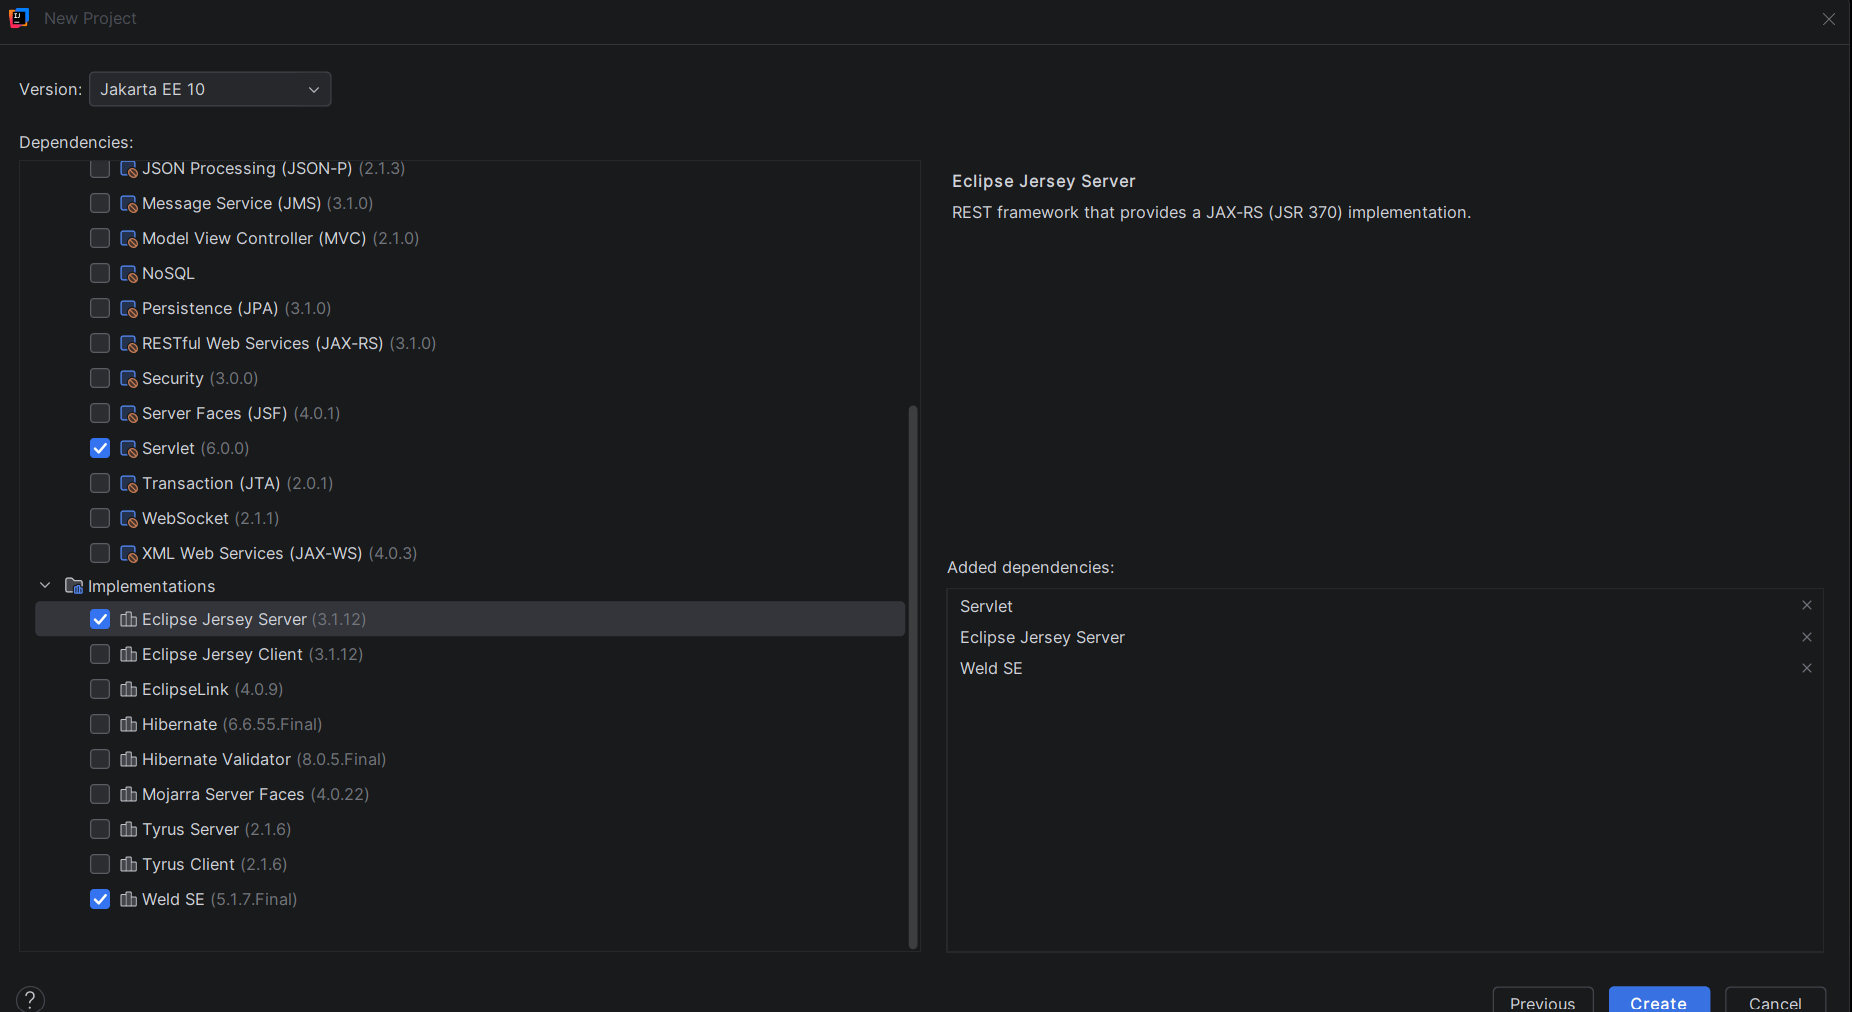 New Project
Version: Jakarta EE 10
Dependencies:
JSON Processing (JSON-P) (2.1.3)
Message Service (JMS) (3.1.0)
Model View Controller (MVC) (2.1.0)
NoSQL
Persistence (JPA) (3.1.0)
RESTful Web Services (JAX-RS) (3.1.0)
Security (3.0.0)
Server Faces (JSF) (4.0.1)
Servlet (6.0.0)
Transaction (JTA) (2.0.1)
WebSocket (2.1.1)
XML Web Services (JAX-WS) (4.0.3)
Implementations
Eclipse Jersey Server (3.1.12)
Eclipse Jersey Client (3.1.12)
EclipseLink (4.0.9)
Hibernate (6.6.55.Final)
Hibernate Validator (8.0.5.Final)
Mojarra Server Faces (4.0.22)
Tyrus Server (2.1.6)
Tyrus Client (2.1.6)
Weld SE (5.1.7.Final)
Eclipse Jersey Server
REST framework that provides a JAX-RS (JSR 370) implementation.
Added dependencies:
Servlet
Eclipse Jersey Server
Weld SE
?
Previous
Create
Cancel